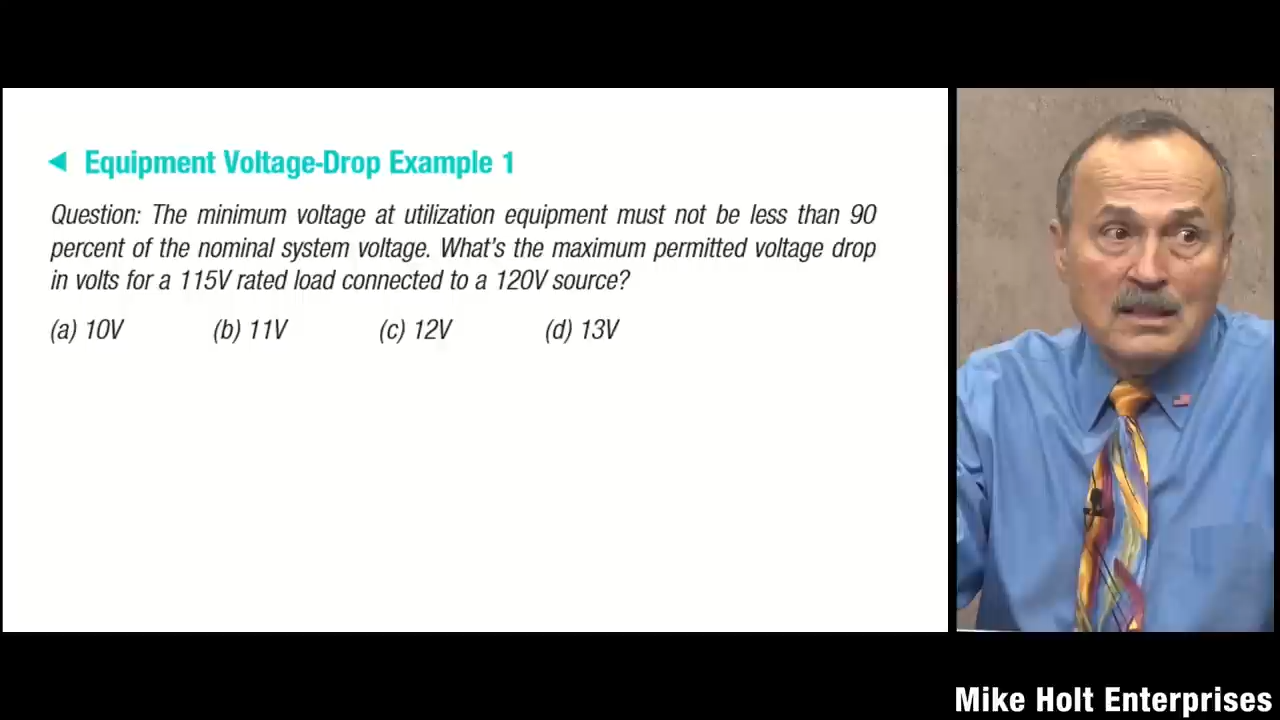 Equipment Voltage-Drop Example 1
Question: The minimum voltage at utilization equipment must not be less than 90
percent of the nominal system voltage. What's the maximum permitted voltage drop
in volts for a 115V rated load connected to a 120V source?
(a) 10V (b) 11V (c) 12V (d) 13V
Mike Holt Enterprises